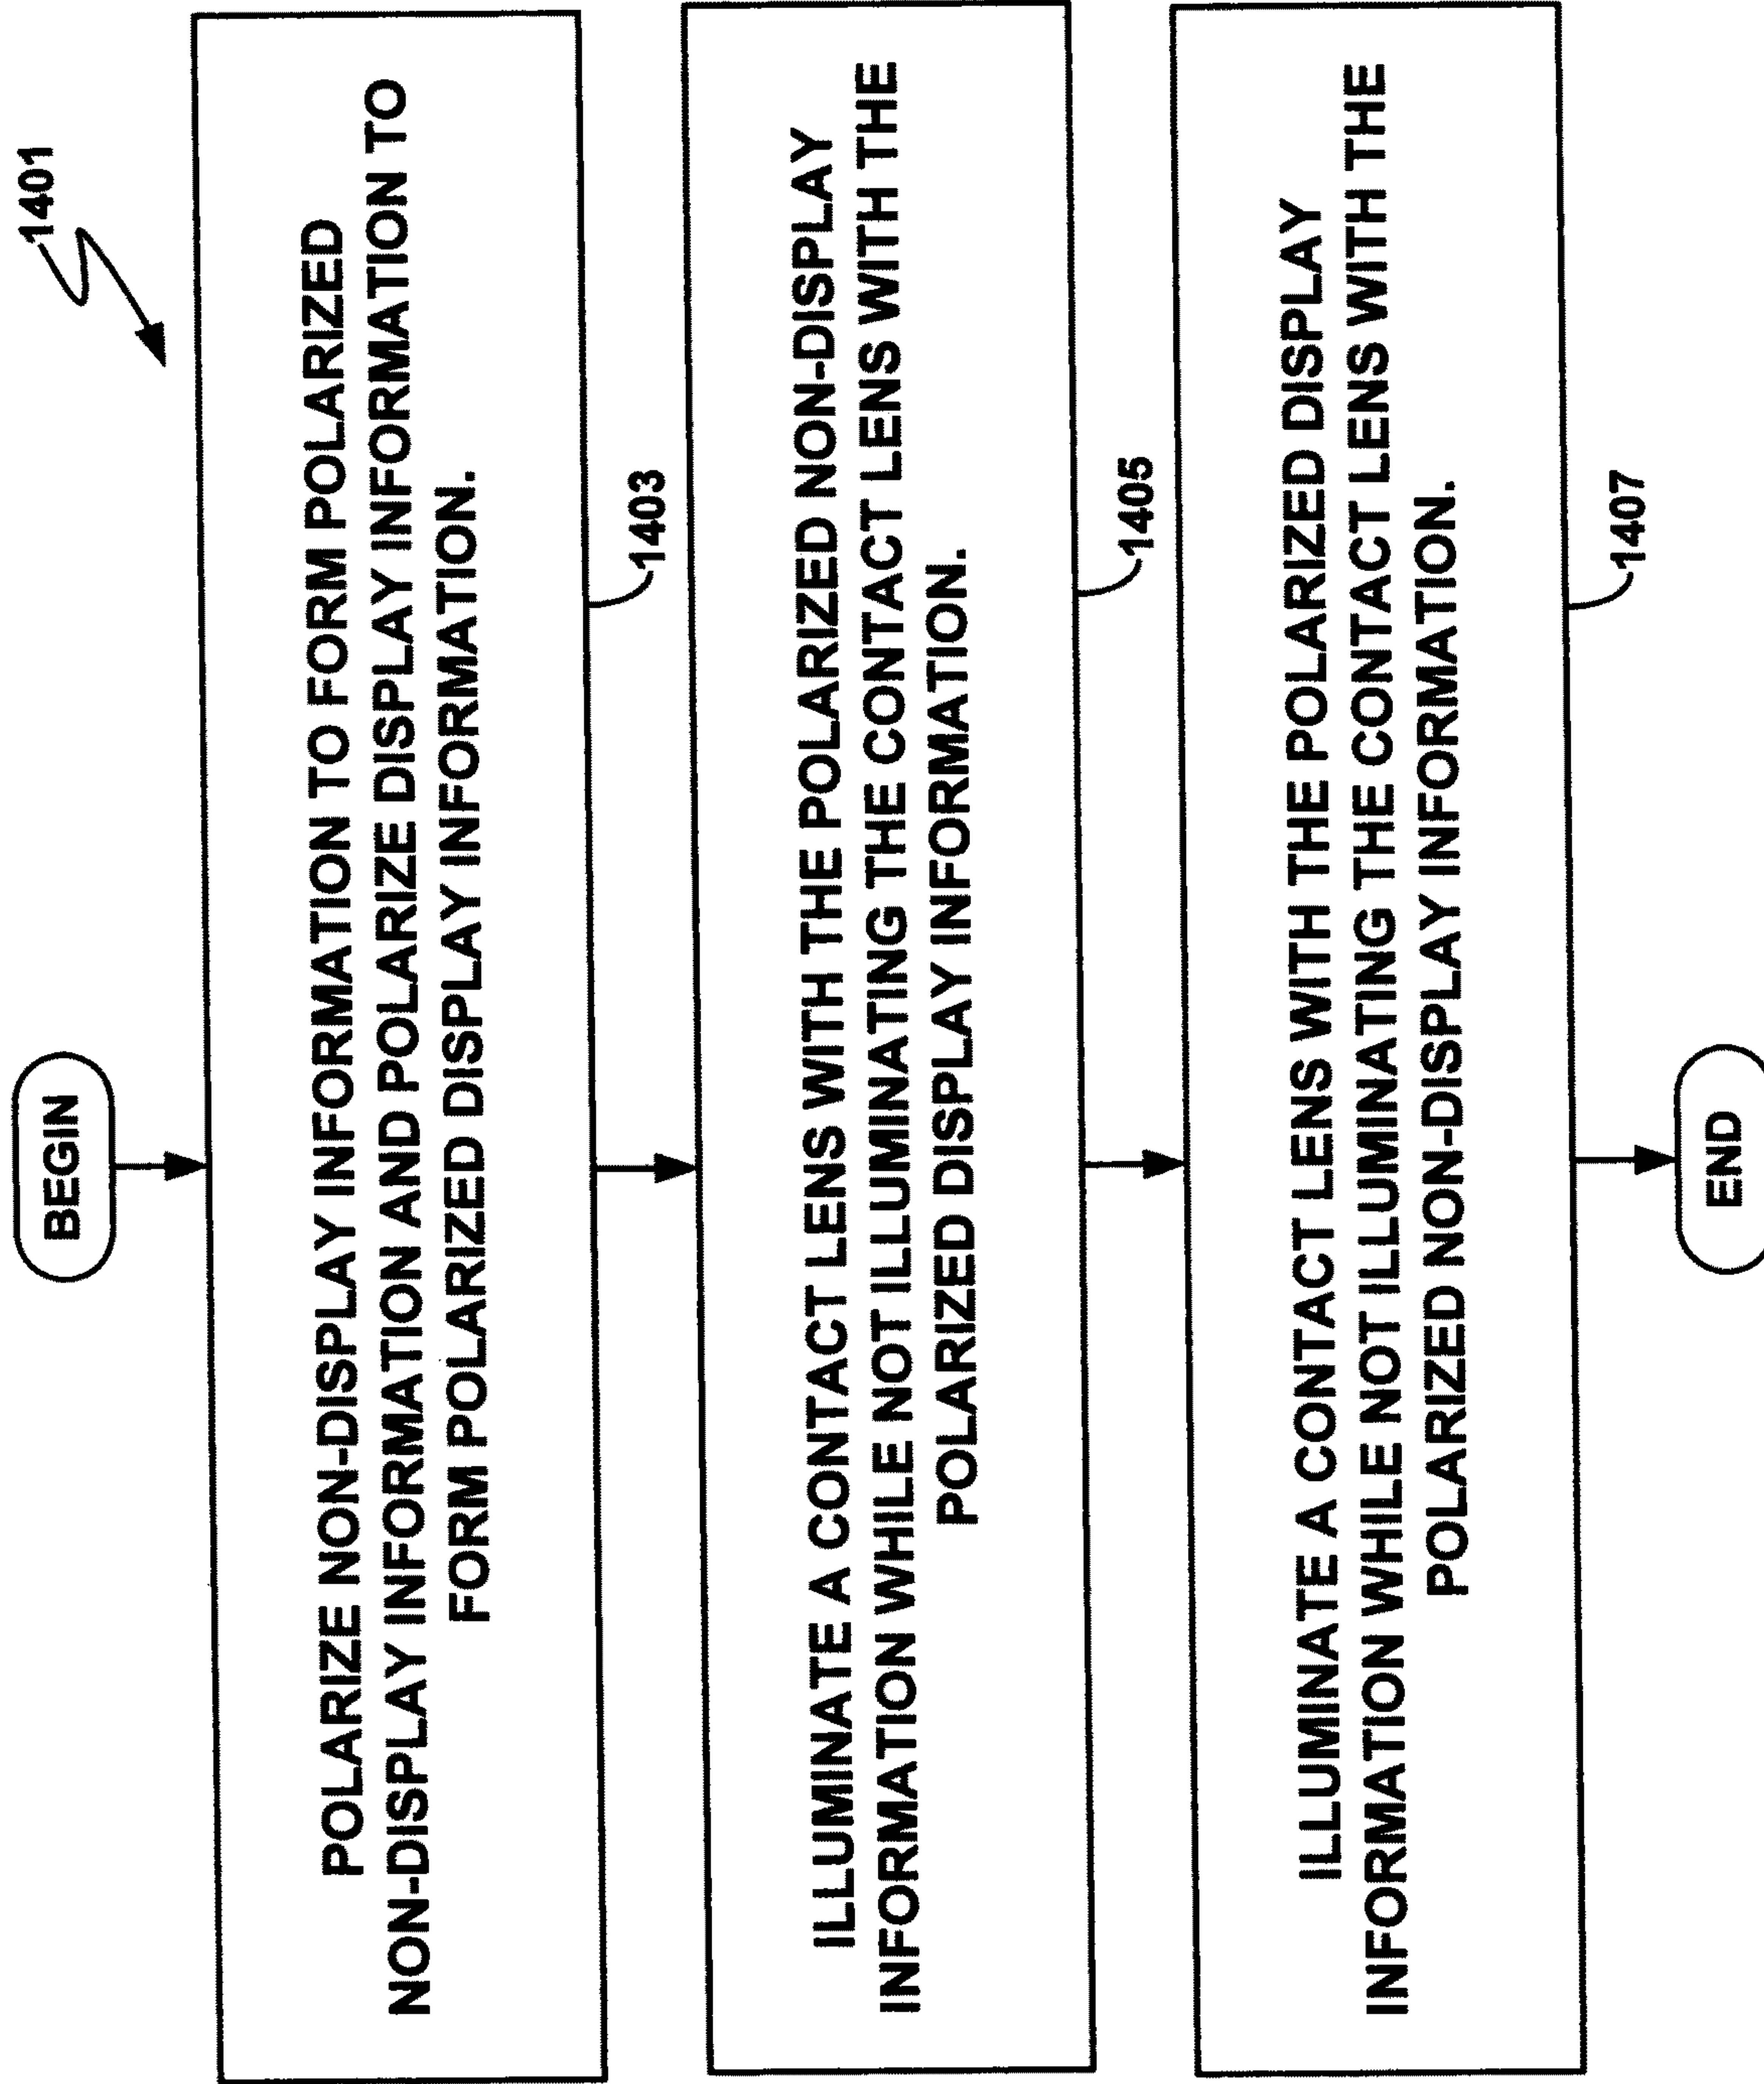 1401
BEGIN
POLARIZE NON-DISPLAY INFORMATION TO FORM POLARIZED
NON-DISPLAY INFORMATION AND POLARIZE DISPLAY INFORMATION TO
FORM POLARIZED DISPLAY INFORMATION.
1403
ILLUMINATE A CONTACT LENS WITH THE POLARIZED NON-DISPLAY
INFORMATION WHILE NOT ILLUMINATING THE CONTACT LENS WITH THE
POLARIZED DISPLAY INFORMATION.
1405
ILLUMINATE A CONTACT LENS WITH THE POLARIZED DISPLAY
INFORMATION WHILE NOT ILLUMINATING THE CONTACT LENS WITH THE
POLARIZED NON-DISPLAY INFORMATION.
1407
END